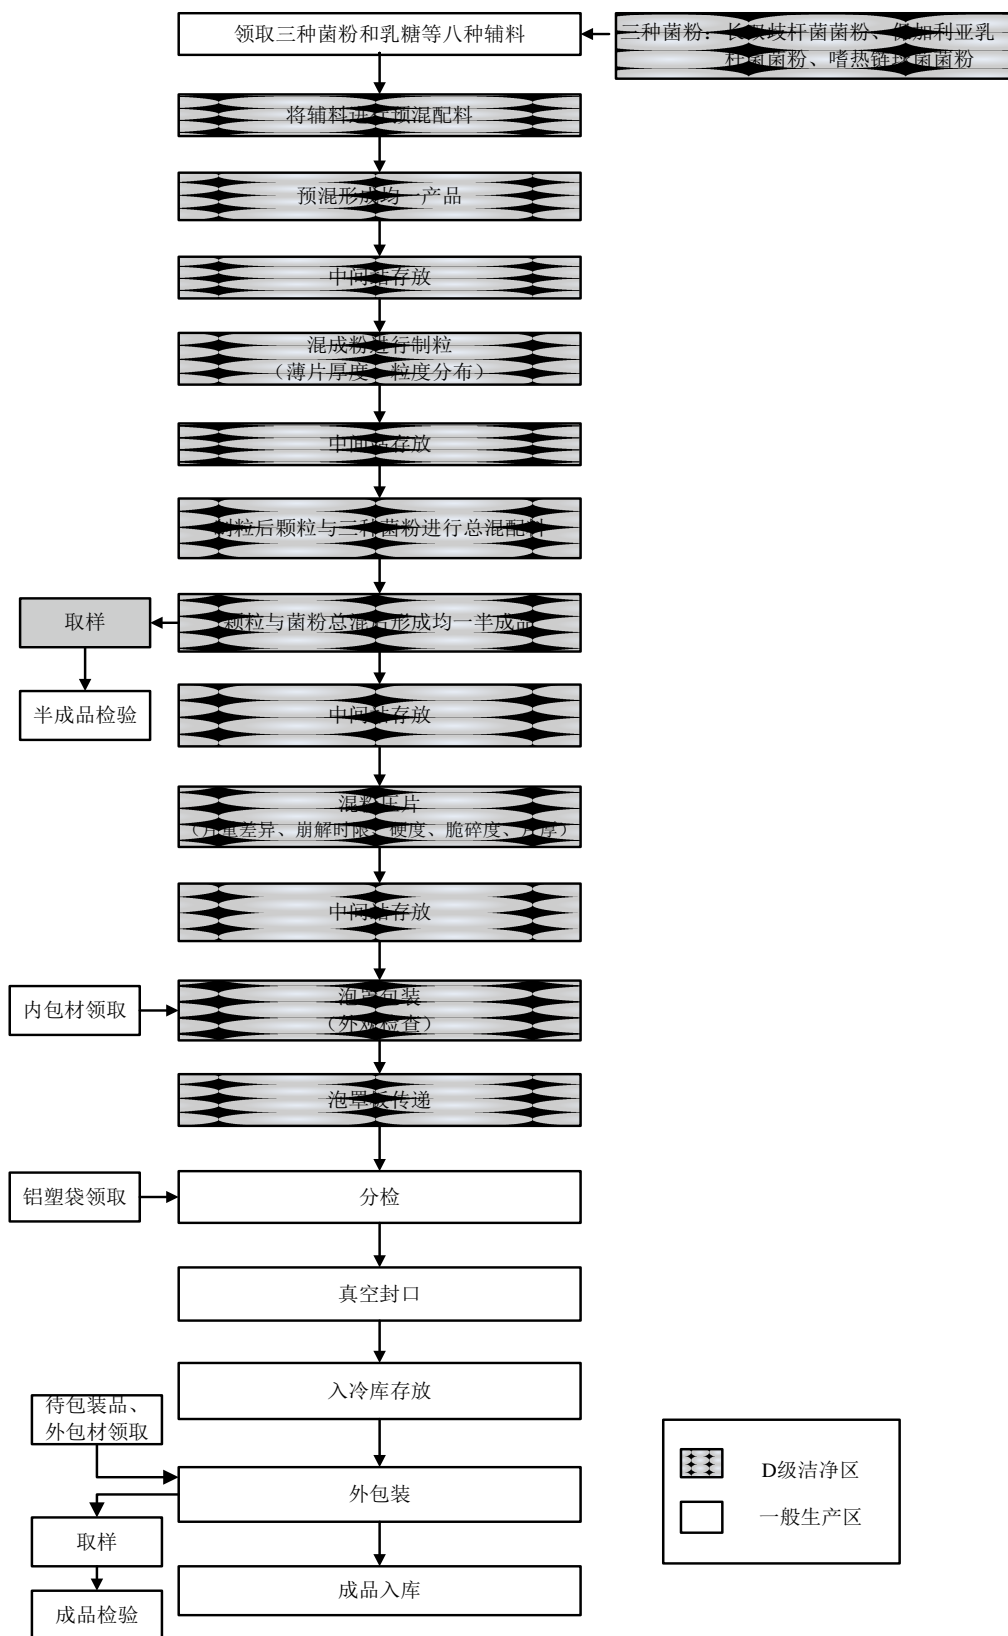 领取三种菌粉和乳糖等八种辅料
三种菌粉：长双歧杆菌菌粉、保加利亚乳
杆菌菌粉、嗜热链球菌菌粉
将辅料进行预混配料
预混形成均一产品
中间站存放
混成粉进行制粒
（薄片厚度、粒度分布）
中间站存放
制粒后颗粒与三种菌粉进行总混配料
取样
颗粒与菌粉总混后形成均一半成品
半成品检验
中间站存放
混粉压片
（片重差异、崩解时限、硬度、脆碎度、片厚）
中间站存放
内包材领取
泡罩包装
（外观检查）
泡罩板传递
铝塑袋领取
分检
真空封口
入冷库存放
待包装品、
外包材领取
外包装
取样
成品入库
成品检验
D级洁净区
一般生产区